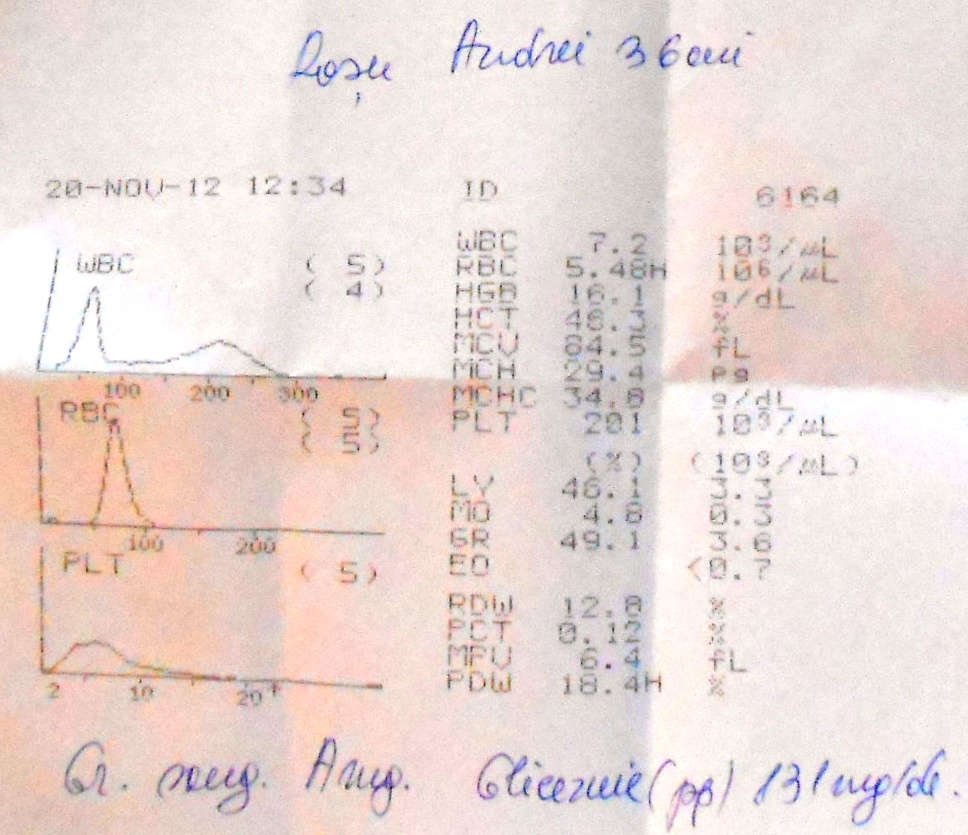 Roșu Andrei 36 ani
20-NOV-12 12:34 ID 6164
WBC 7.2 10³/µL
WBC ( 5) RBC 5.48H 10⁶/µL
( 4) HGB 16.1 g/dL
HCT 46.3 %
MCV 84.5 fL
MCH 29.4 pg
100 200 300 MCHC 34.8 g/dL
RBC ( 5) PLT 201 10³/µL
( 5)
(%) (10³/µL)
LY 46.1 3.3
MO 4.8 0.3
100 200 GR 49.1 3.6
PLT ( 5) EO <0.7
RDW 12.8 %
PCT 0.12 %
MPV 6.4 fL
2 10 20+ PDW 18.4H %
Gr. sang. A neg. Glicemie (pp) 131 mg/dL.